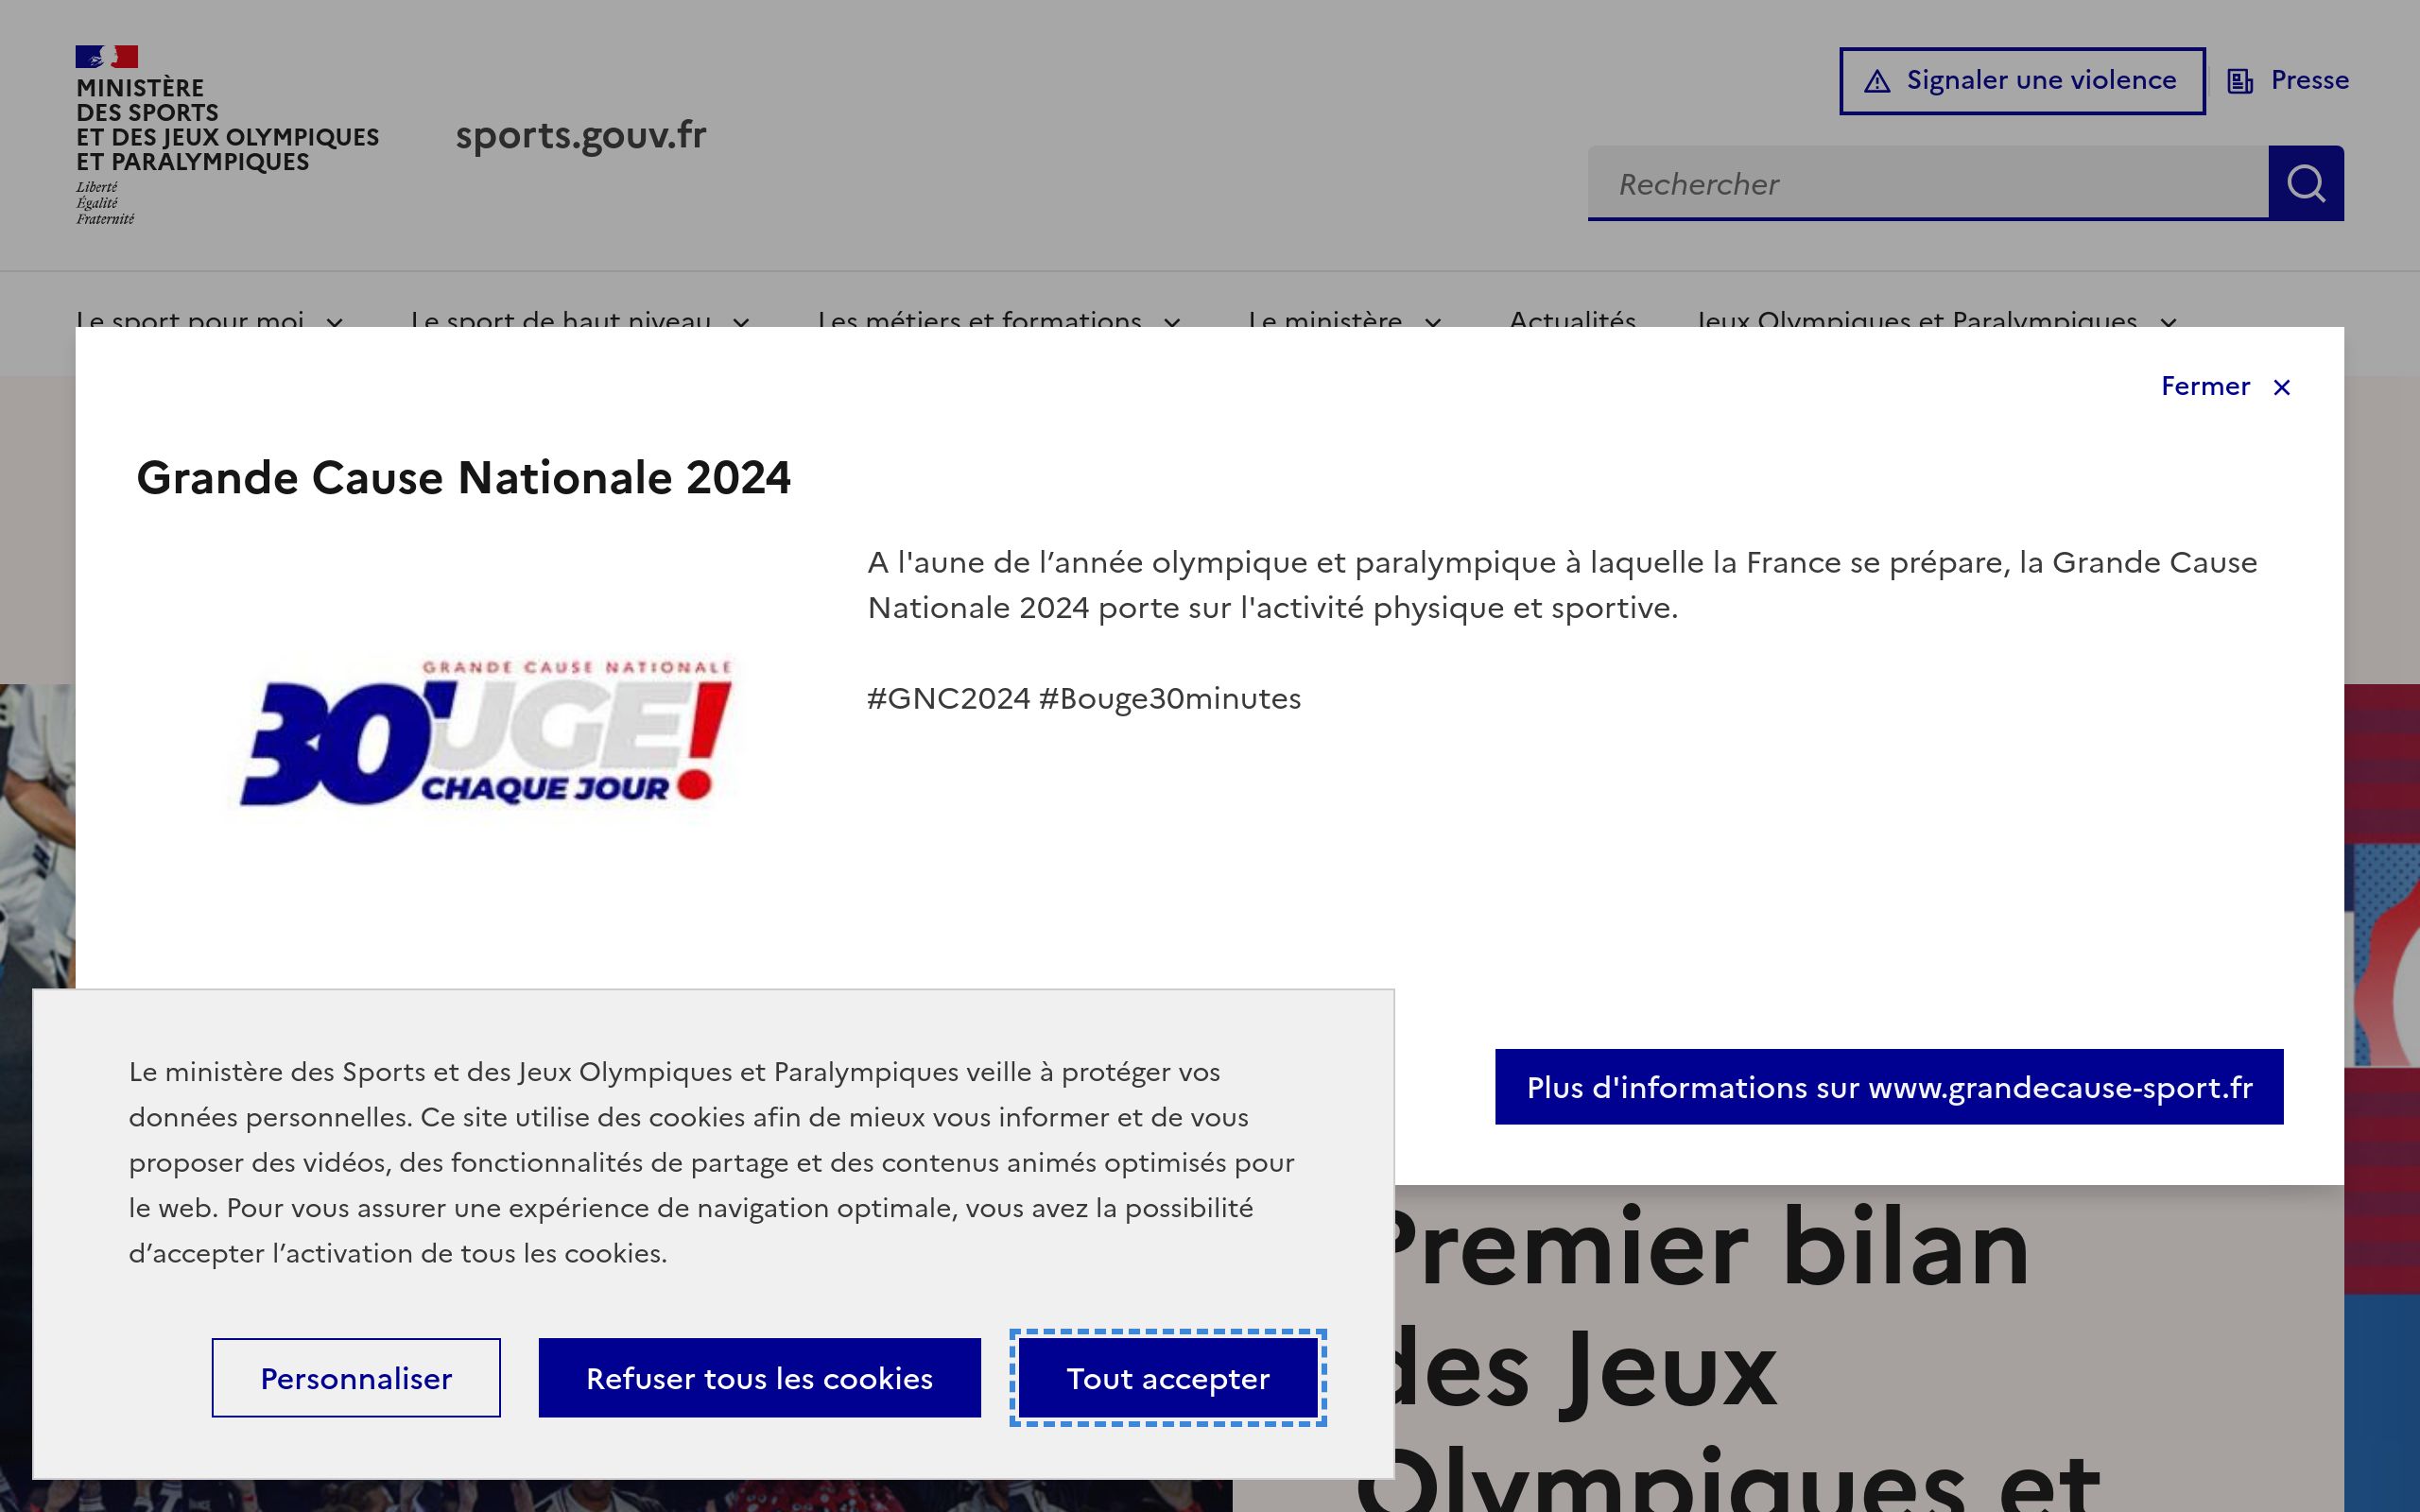 MINISTÈRE
DES SPORTS
ET DES JEUX OLYMPIQUES
ET PARALYMPIQUES
Liberté
Égalité
Fraternité
sports.gouv.fr
Signaler une violence
Presse
Rechercher
Le sport pour moi
Le sport de haut niveau
Les métiers et formations
Le ministère
Actualités
Jeux Olympiques et Paralympiques
Fermer
Grande Cause Nationale 2024
GRANDE CAUSE NATIONALE
30'UGE!
CHAQUE JOUR
A l'aune de l’année olympique et paralympique à laquelle la France se prépare, la Grande Cause
Nationale 2024 porte sur l'activité physique et sportive.
#GNC2024 #Bouge30minutes
Plus d'informations sur www.grandecause-sport.fr
Le ministère des Sports et des Jeux Olympiques et Paralympiques veille à protéger vos
données personnelles. Ce site utilise des cookies afin de mieux vous informer et de vous
proposer des vidéos, des fonctionnalités de partage et des contenus animés optimisés pour
le web. Pour vous assurer une expérience de navigation optimale, vous avez la possibilité
d’accepter l’activation de tous les cookies.
Personnaliser
Refuser tous les cookies
Tout accepter
Premier bilan
des Jeux
Olympiques et